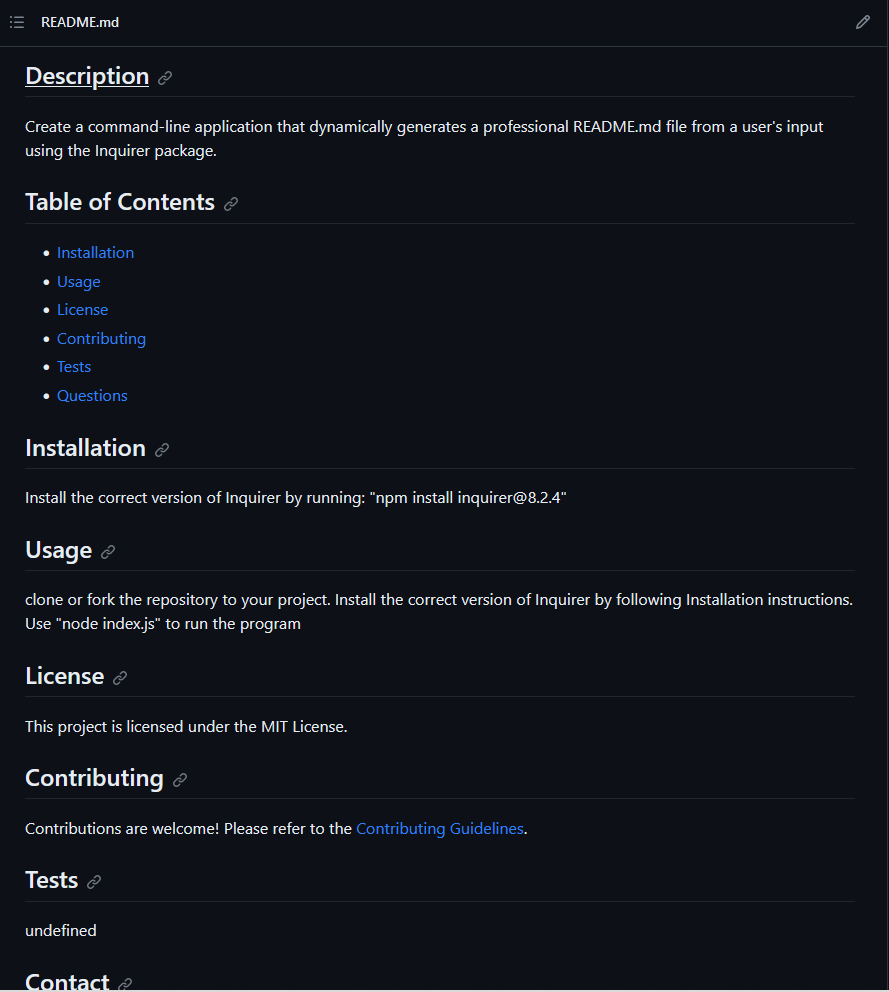 README.md
Description
Create a command-line application that dynamically generates a professional README.md file from a user's input
using the Inquirer package.
Table of Contents
Installation
Usage
License
Contributing
Tests
Questions
Installation
Install the correct version of Inquirer by running: "npm install inquirer@8.2.4"
Usage
clone or fork the repository to your project. Install the correct version of Inquirer by following Installation instructions.
Use "node index.js" to run the program
License
This project is licensed under the MIT License.
Contributing
Contributions are welcome! Please refer to the Contributing Guidelines.
Tests
undefined
Contact